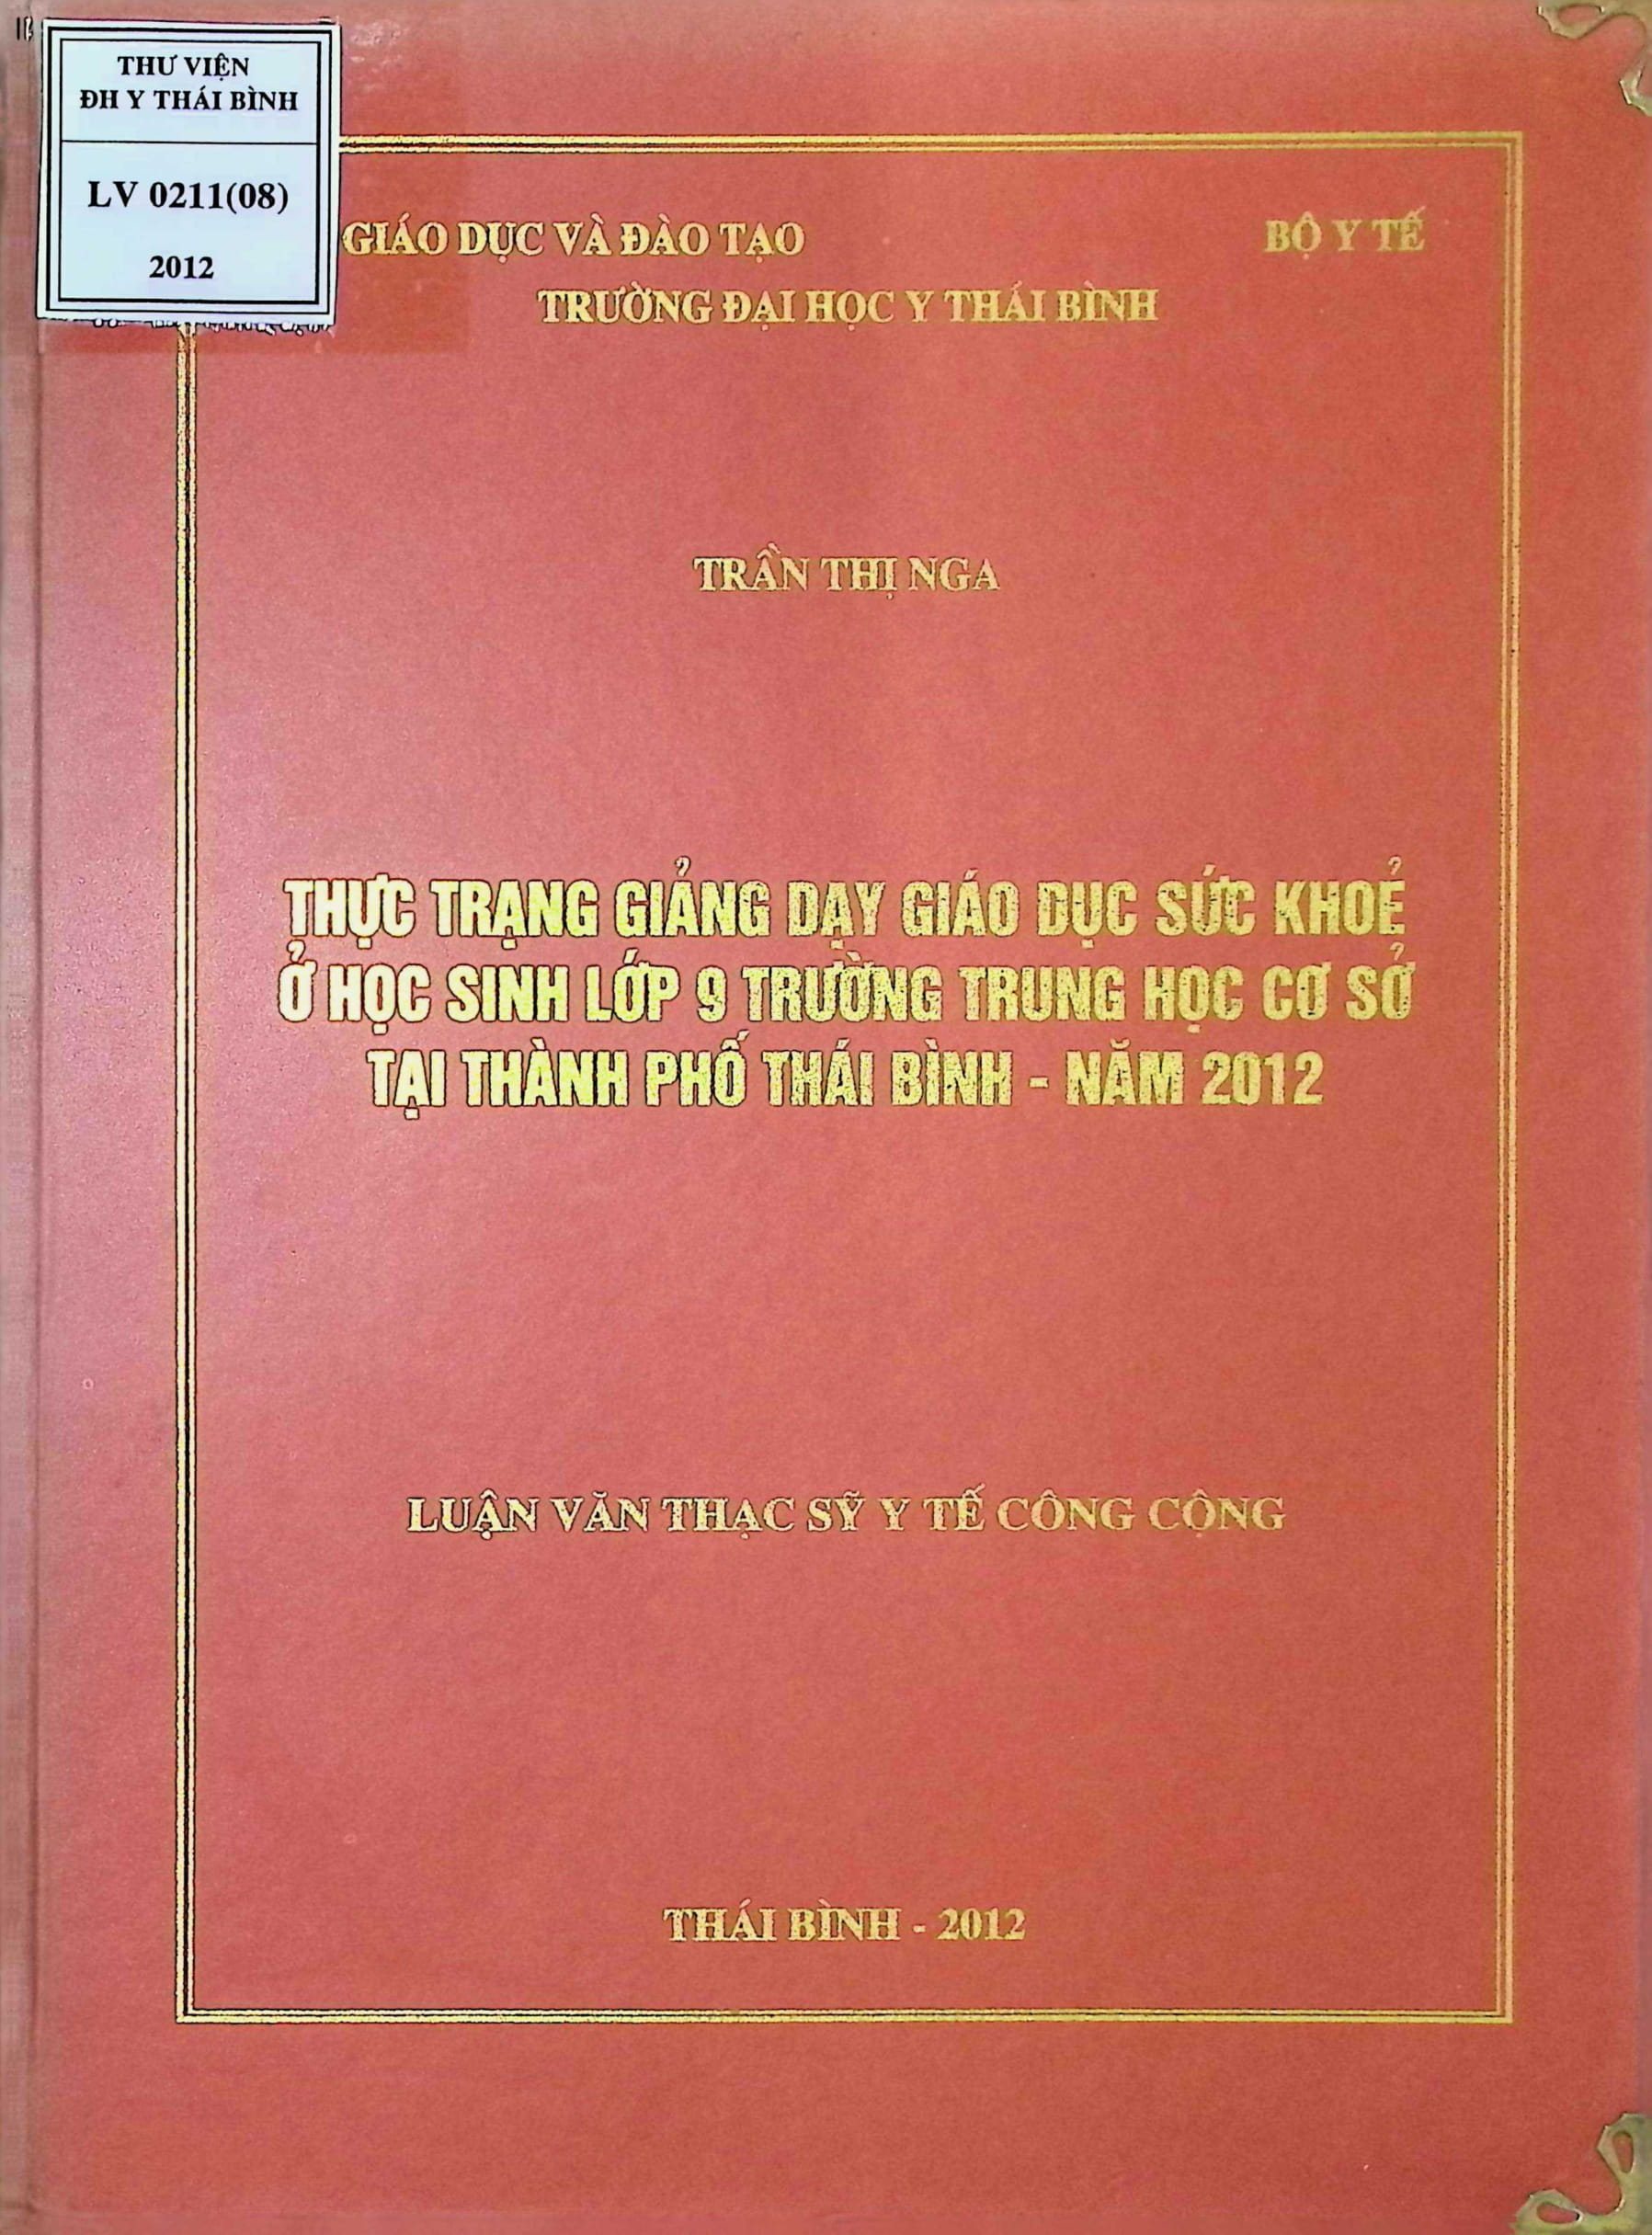 THƯ VIỆN
ĐH Y THÁI BÌNH
LV 0211(08)
2012
GIÁO DỤC VÀ ĐÀO TẠO BỘ Y TẾ
TRƯỜNG ĐẠI HỌC Y THÁI BÌNH
TRẦN THỊ NGA
THỰC TRẠNG GIẢNG DẠY GIÁO DỤC SỨC KHOẺ
Ở HỌC SINH LỚP 9 TRƯỜNG TRUNG HỌC CƠ SỞ
TẠI THÀNH PHỐ THÁI BÌNH - NĂM 2012
LUẬN VĂN THẠC SỸ Y TẾ CÔNG CỘNG
THÁI BÌNH - 2012